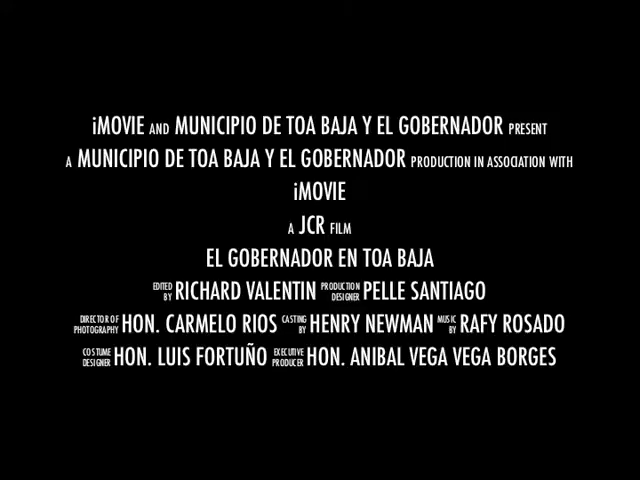 iMOVIE AND MUNICIPIO DE TOA BAJA Y EL GOBERNADOR PRESENT
A MUNICIPIO DE TOA BAJA Y EL GOBERNADOR PRODUCTION IN ASSOCIATION WITH
iMOVIE
A JCR FILM
EL GOBERNADOR EN TOA BAJA
EDITED BY RICHARD VALENTIN PRODUCTION DESIGNER PELLE SANTIAGO
DIRECTOR OF PHOTOGRAPHY HON. CARMELO RIOS CASTING BY HENRY NEWMAN MUSIC BY RAFY ROSADO
COSTUME DESIGNER HON. LUIS FORTUÑO EXECUTIVE PRODUCER HON. ANIBAL VEGA VEGA BORGES